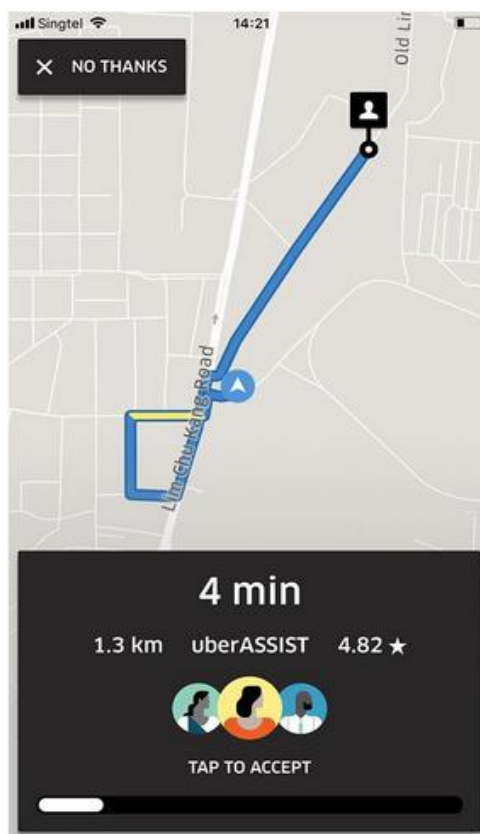 Singtel 14:21
NO THANKS
Old Lin
Lim Chu Kang Road
4 min
1.3 km uberASSIST 4.82 ★
TAP TO ACCEPT